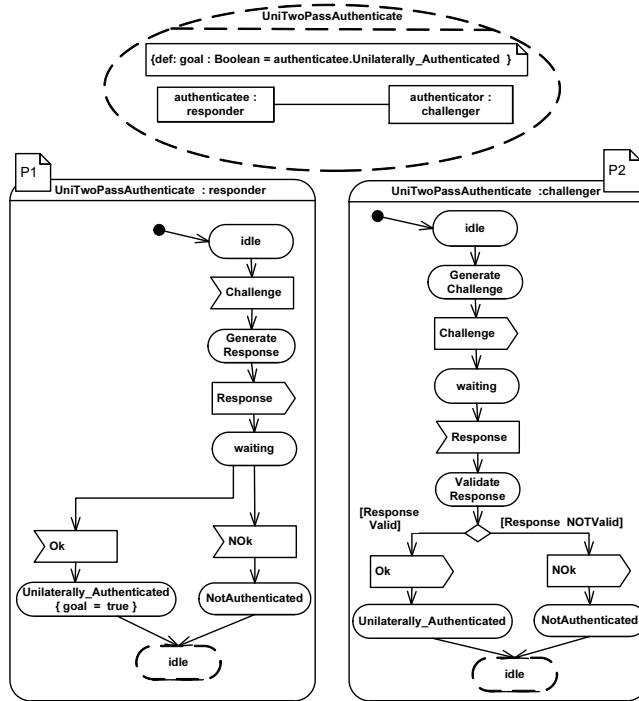 UniTwoPassAuthenticate
{def: goal : Boolean = authenticatee.Unilaterally_Authenticated }
authenticatee :
responder
authenticator :
challenger
P1
UniTwoPassAuthenticate : responder
idle
Challenge
Generate
Response
Response
waiting
Ok
NOk
Unilaterally_Authenticated
{ goal = true }
NotAuthenticated
idle
P2
UniTwoPassAuthenticate :challenger
idle
Generate
Challenge
Challenge
waiting
Response
Validate
Response
[Response
Valid]
[Response NOTValid]
Ok
NOk
Unilaterally_Authenticated
NotAuthenticated
idle